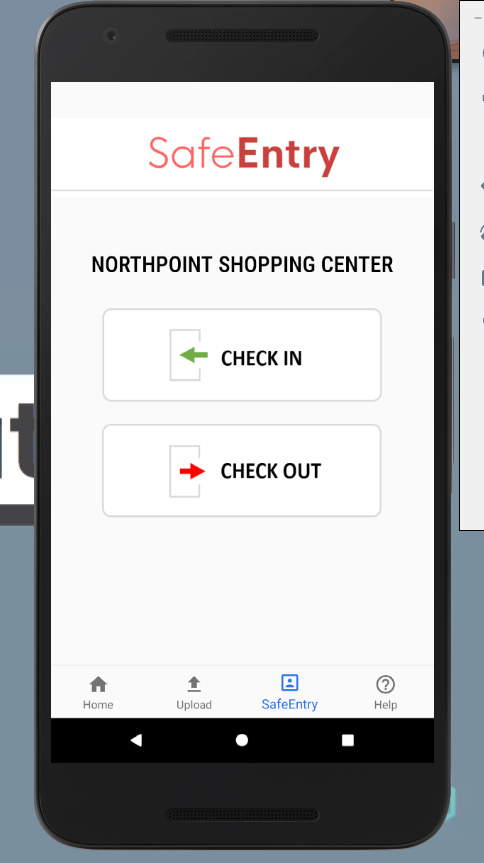 SafeEntry
NORTHPOINT SHOPPING CENTER
CHECK IN
CHECK OUT
Home
Upload
SafeEntry
Help